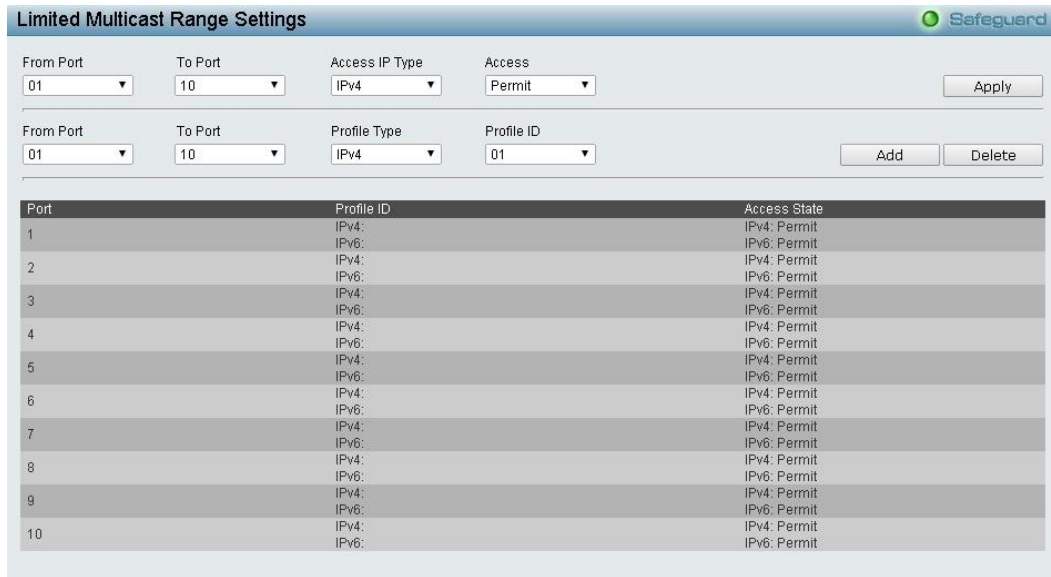 Limited Multicast Range Settings
Safeguard
From Port To Port Access IP Type Access
01 10 IPv4 Permit Apply
From Port To Port Profile Type Profile ID
01 10 IPv4 01 Add Delete
Port Profile ID Access State
1 IPv4: IPv4: Permit
IPv6: IPv6: Permit
2 IPv4: IPv4: Permit
IPv6: IPv6: Permit
3 IPv4: IPv4: Permit
IPv6: IPv6: Permit
4 IPv4: IPv4: Permit
IPv6: IPv6: Permit
5 IPv4: IPv4: Permit
IPv6: IPv6: Permit
6 IPv4: IPv4: Permit
IPv6: IPv6: Permit
7 IPv4: IPv4: Permit
IPv6: IPv6: Permit
8 IPv4: IPv4: Permit
IPv6: IPv6: Permit
9 IPv4: IPv4: Permit
IPv6: IPv6: Permit
10 IPv4: IPv4: Permit
IPv6: IPv6: Permit